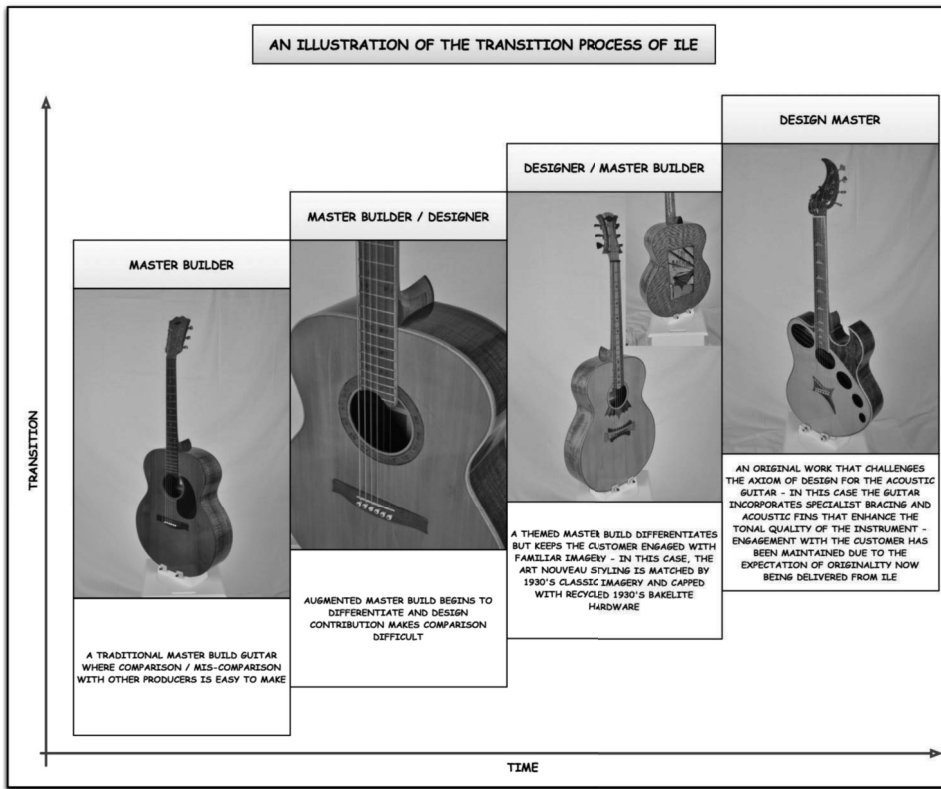 AN ILLUSTRATION OF THE TRANSITION PROCESS OF ILE
DESIGN MASTER
DESIGNER / MASTER BUILDER
MASTER BUILDER / DESIGNER
MASTER BUILDER
TRANSITION
AN ORIGINAL WORK THAT CHALLENGES
THE AXIOM OF DESIGN FOR THE ACOUSTIC
GUITAR - IN THIS CASE THE GUITAR
INCORPORATES SPECIALIST BRACING AND
ACOUSTIC FINS THAT ENHANCE THE
TONAL QUALITY OF THE INSTRUMENT -
ENGAGEMENT WITH THE CUSTOMER HAS
BEEN MAINTAINED DUE TO THE
EXPECTATION OF ORIGINALITY NOW
BEING DELIVERED FROM ILE
A THEMED MASTER BUILD DIFFERENTIATES
BUT KEEPS THE CUSTOMER ENGAGED WITH
FAMILIAR IMAGERY - IN THIS CASE, THE
ART NOUVEAU STYLING IS MATCHED BY
1930'S CLASSIC IMAGERY AND CAPPED
WITH RECYCLED 1930'S BAKELITE
HARDWARE
AUGMENTED MASTER BUILD BEGINS TO
DIFFERENTIATE AND DESIGN
CONTRIBUTION MAKES COMPARISON
DIFFICULT
A TRADITIONAL MASTER BUILD GUITAR
WHERE COMPARISON / MIS-COMPARISON
WITH OTHER PRODUCERS IS EASY TO MAKE
TIME